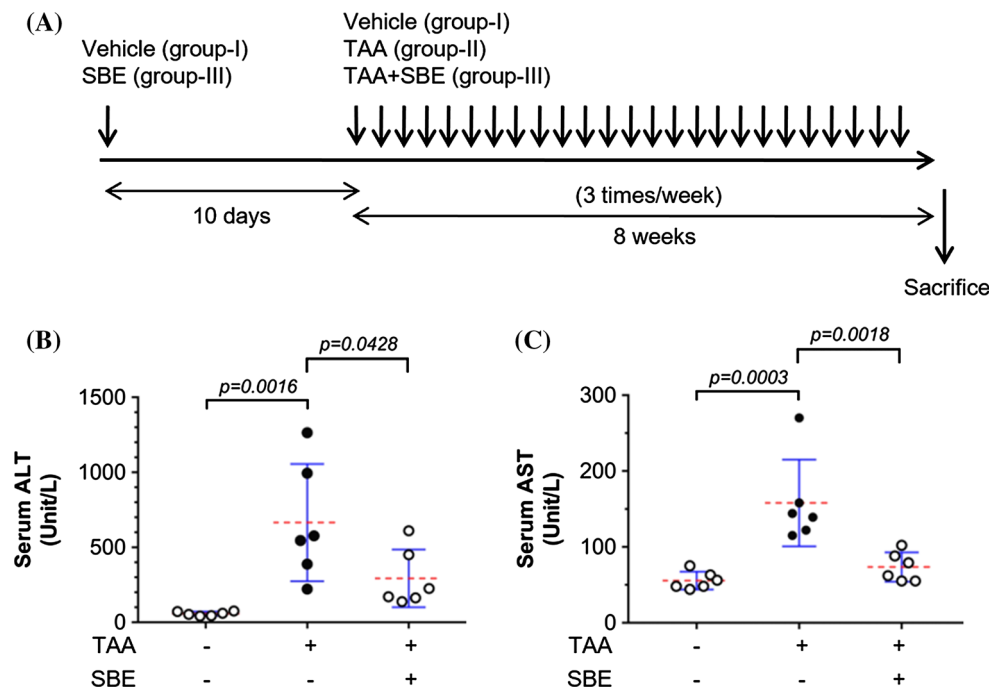 (A)
Vehicle (group-I)
SBE (group-III)
Vehicle (group-I)
TAA (group-II)
TAA+SBE (group-III)
10 days
(3 times/week)
8 weeks
Sacrifice
(B)
p=0.0428
p=0.0016
Serum ALT
(Unit/L)
1500
1000
500
0
TAA - + +
SBE - - +
(C)
p=0.0018
p=0.0003
Serum AST
(Unit/L)
300
200
100
0
TAA - + +
SBE - - +